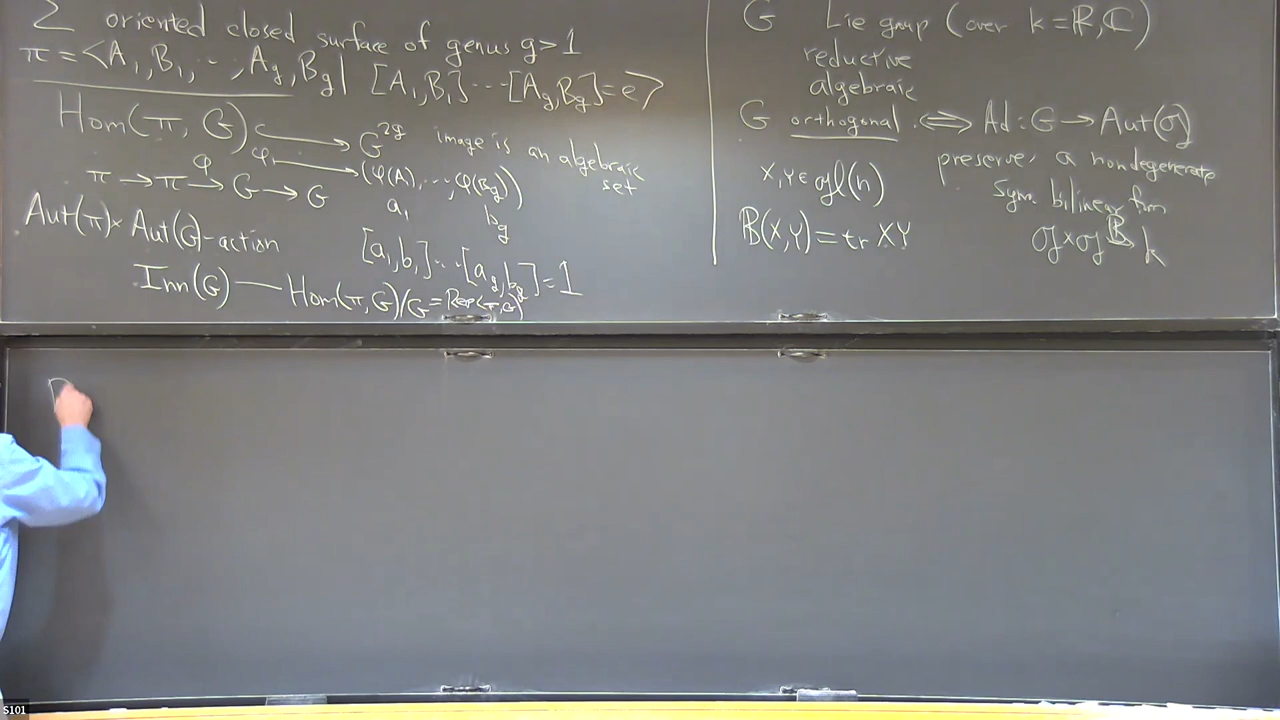 Σ oriented closed surface of genus g>1
π = <A₁,B₁,··,A_g,B_g| [A₁,B₁]···[A_g,B_g]=e>
Hom(π, G) ↪ G^{2g} image is an algebraic set
φ ↦ (φ(A₁),···,φ(B_g))
π → π →^φ G → G
a₁ b_g
Aut(π)×Aut(G)-action
[a₁,b₁]···[a_g,b_g]=1
Inn(G) — Hom(π,G)/G = Rep(π,G)
G Lie group (over k=ℝ,ℂ)
reductive
algebraic
G orthogonal ⟺ Ad: G → Aut(𝔤)
preserves a nondegenerate
sym. bilinear form
𝔤×𝔤 →^𝔹 k
X,Y∈𝔤𝔩(n)
𝔹(X,Y) = tr XY
S101